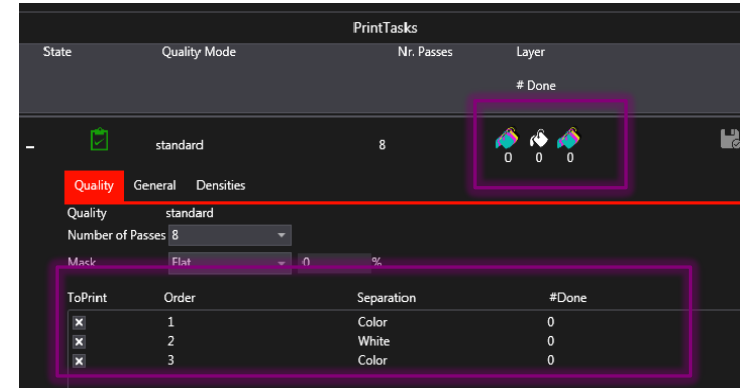 PrintTasks
State Quality Mode Nr. Passes Layer
# Done
standard 8
0 0 0
Quality General Densities
Quality standard
Number of Passes 8
Mask Flat 0 %
ToPrint Order Separation #Done
1 Color 0
2 White 0
3 Color 0